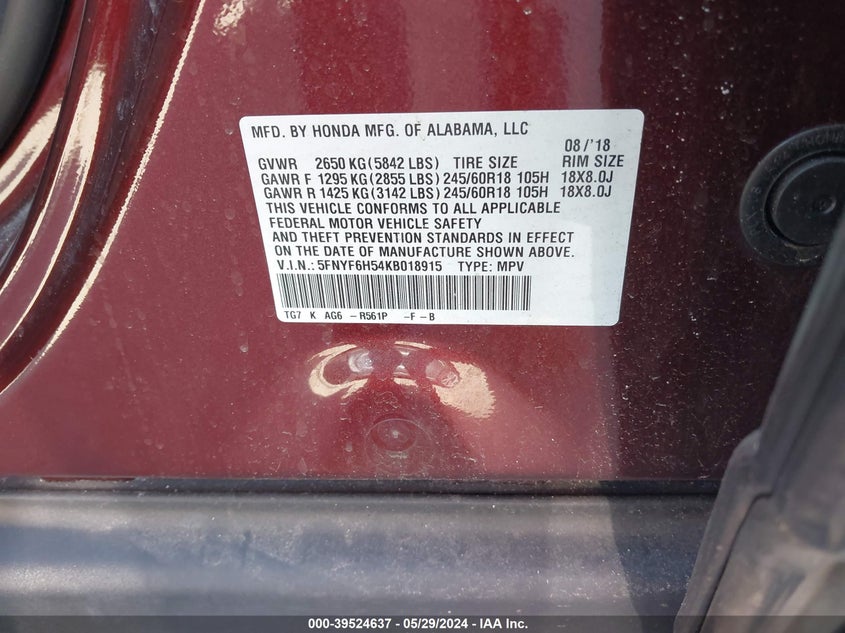 MFD. BY HONDA MFG. OF ALABAMA, LLC
08/'18
GVWR 2650 KG(5842 LBS) TIRE SIZE RIM SIZE
GAWR F 1295 KG(2855 LBS) 245/60R18 105H 18X8.0J
GAWR R 1425 KG(3142 LBS) 245/60R18 105H 18X8.0J
THIS VEHICLE CONFORMS TO ALL APPLICABLE
FEDERAL MOTOR VEHICLE SAFETY
AND THEFT PREVENTION STANDARDS IN EFFECT
ON THE DATE OF MANUFACTURE SHOWN ABOVE.
V.I.N.: 5FNYF6H54KB018915 TYPE: MPV
TG7 K AG6 -R561P -F-B
000-39524637 - 05/29/2024 - IAA Inc.